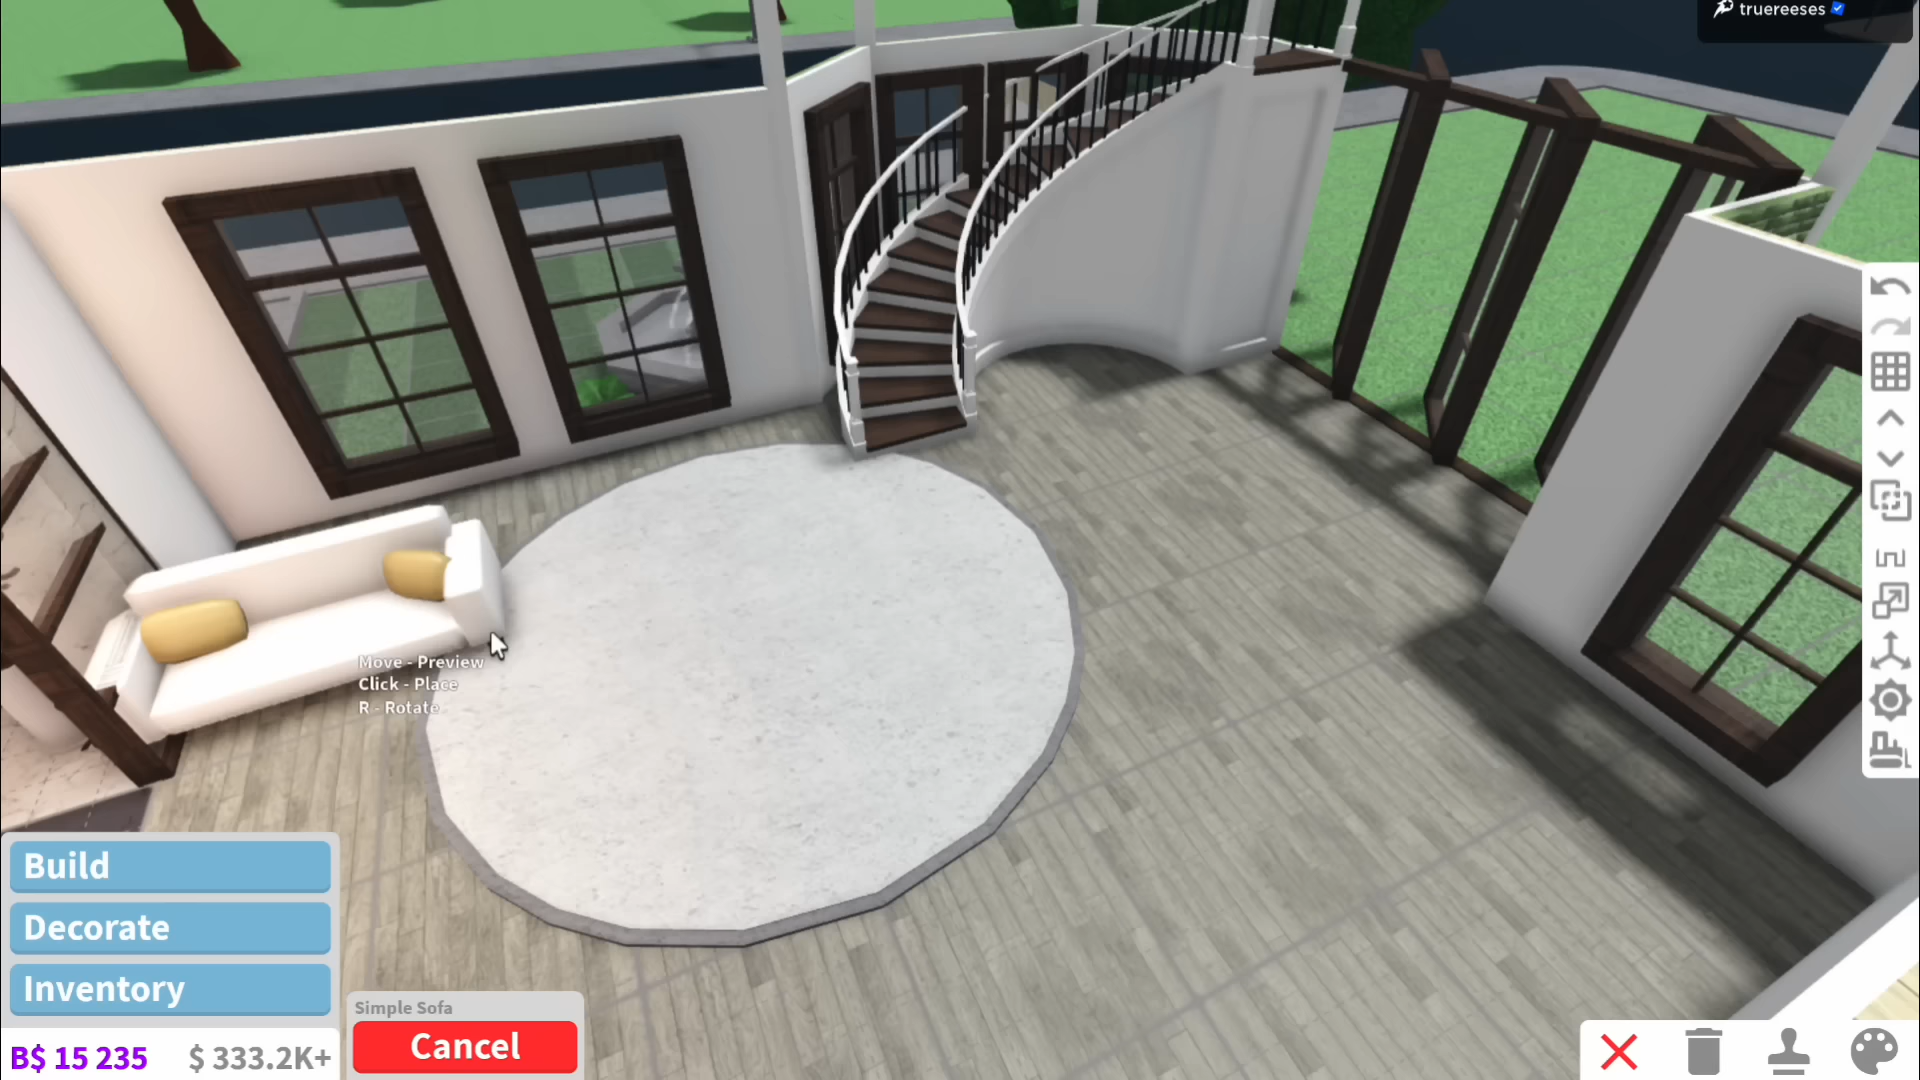 truereeses
Move - Preview
Click - Place
R - Rotate
Build
Decorate
Inventory
Simple Sofa
Cancel
B$ 15 235 $ 333.2K+